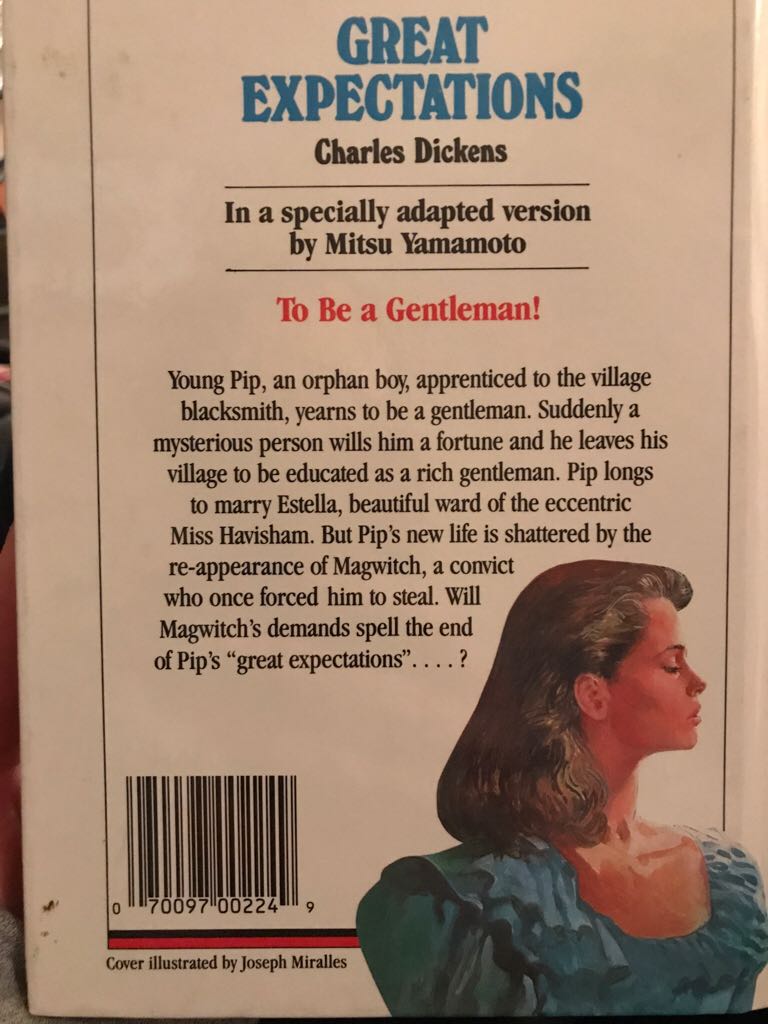 GREAT
EXPECTATIONS
Charles Dickens
In a specially adapted version
by Mitsu Yamamoto
To Be a Gentleman!
Young Pip, an orphan boy, apprenticed to the village
blacksmith, yearns to be a gentleman. Suddenly a
mysterious person wills him a fortune and he leaves his
village to be educated as a rich gentleman. Pip longs
to marry Estella, beautiful ward of the eccentric
Miss Havisham. But Pip's new life is shattered by the
re-appearance of Magwitch, a convict
who once forced him to steal. Will
Magwitch's demands spell the end
of Pip's “great expectations”. . . . ?
0 70097 00224 9
Cover illustrated by Joseph Miralles